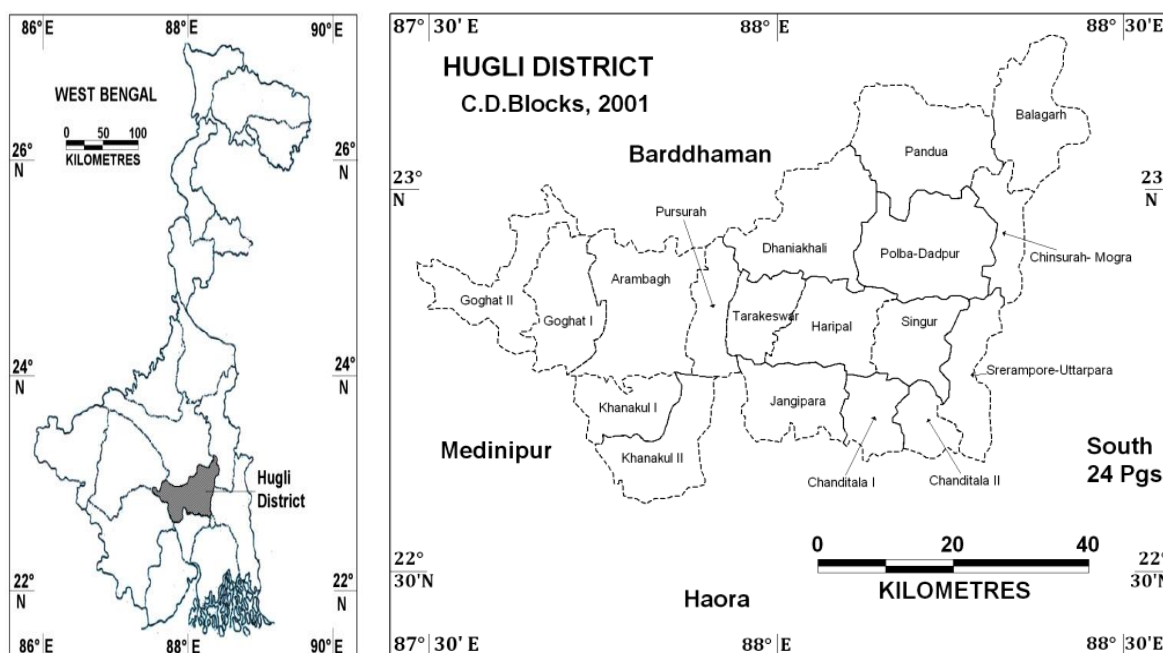 86° E
88° E
90° E
WEST BENGAL
0 50 100
KILOMETRES
26°
N
26°
N
24°
N
24°
N
Hugli
District
22°
N
22°
N
86° E
88° E
90° E
87° 30' E
88° E
88° 30 E
HUGLI DISTRICT
C.D.Blocks, 2001
Balagarh
Pandua
Barddhaman
23°
N
23°
N
Pursurah
Dhaniakhali
Polba-Dadpur
Chinsurah- Mogra
Arambagh
Goghat II
Goghat I
Tarakeswar
Haripal
Singur
Srerampore-Uttarpara
Khanakul I
Jangipara
Medinipur
Khanakul II
South
24 Pgs
Chanditala I
Chanditala II
0 20 40
KILOMETRES
22°
30'N
22°
30'N
Haora
87° 30' E
88° E
88° 30 E